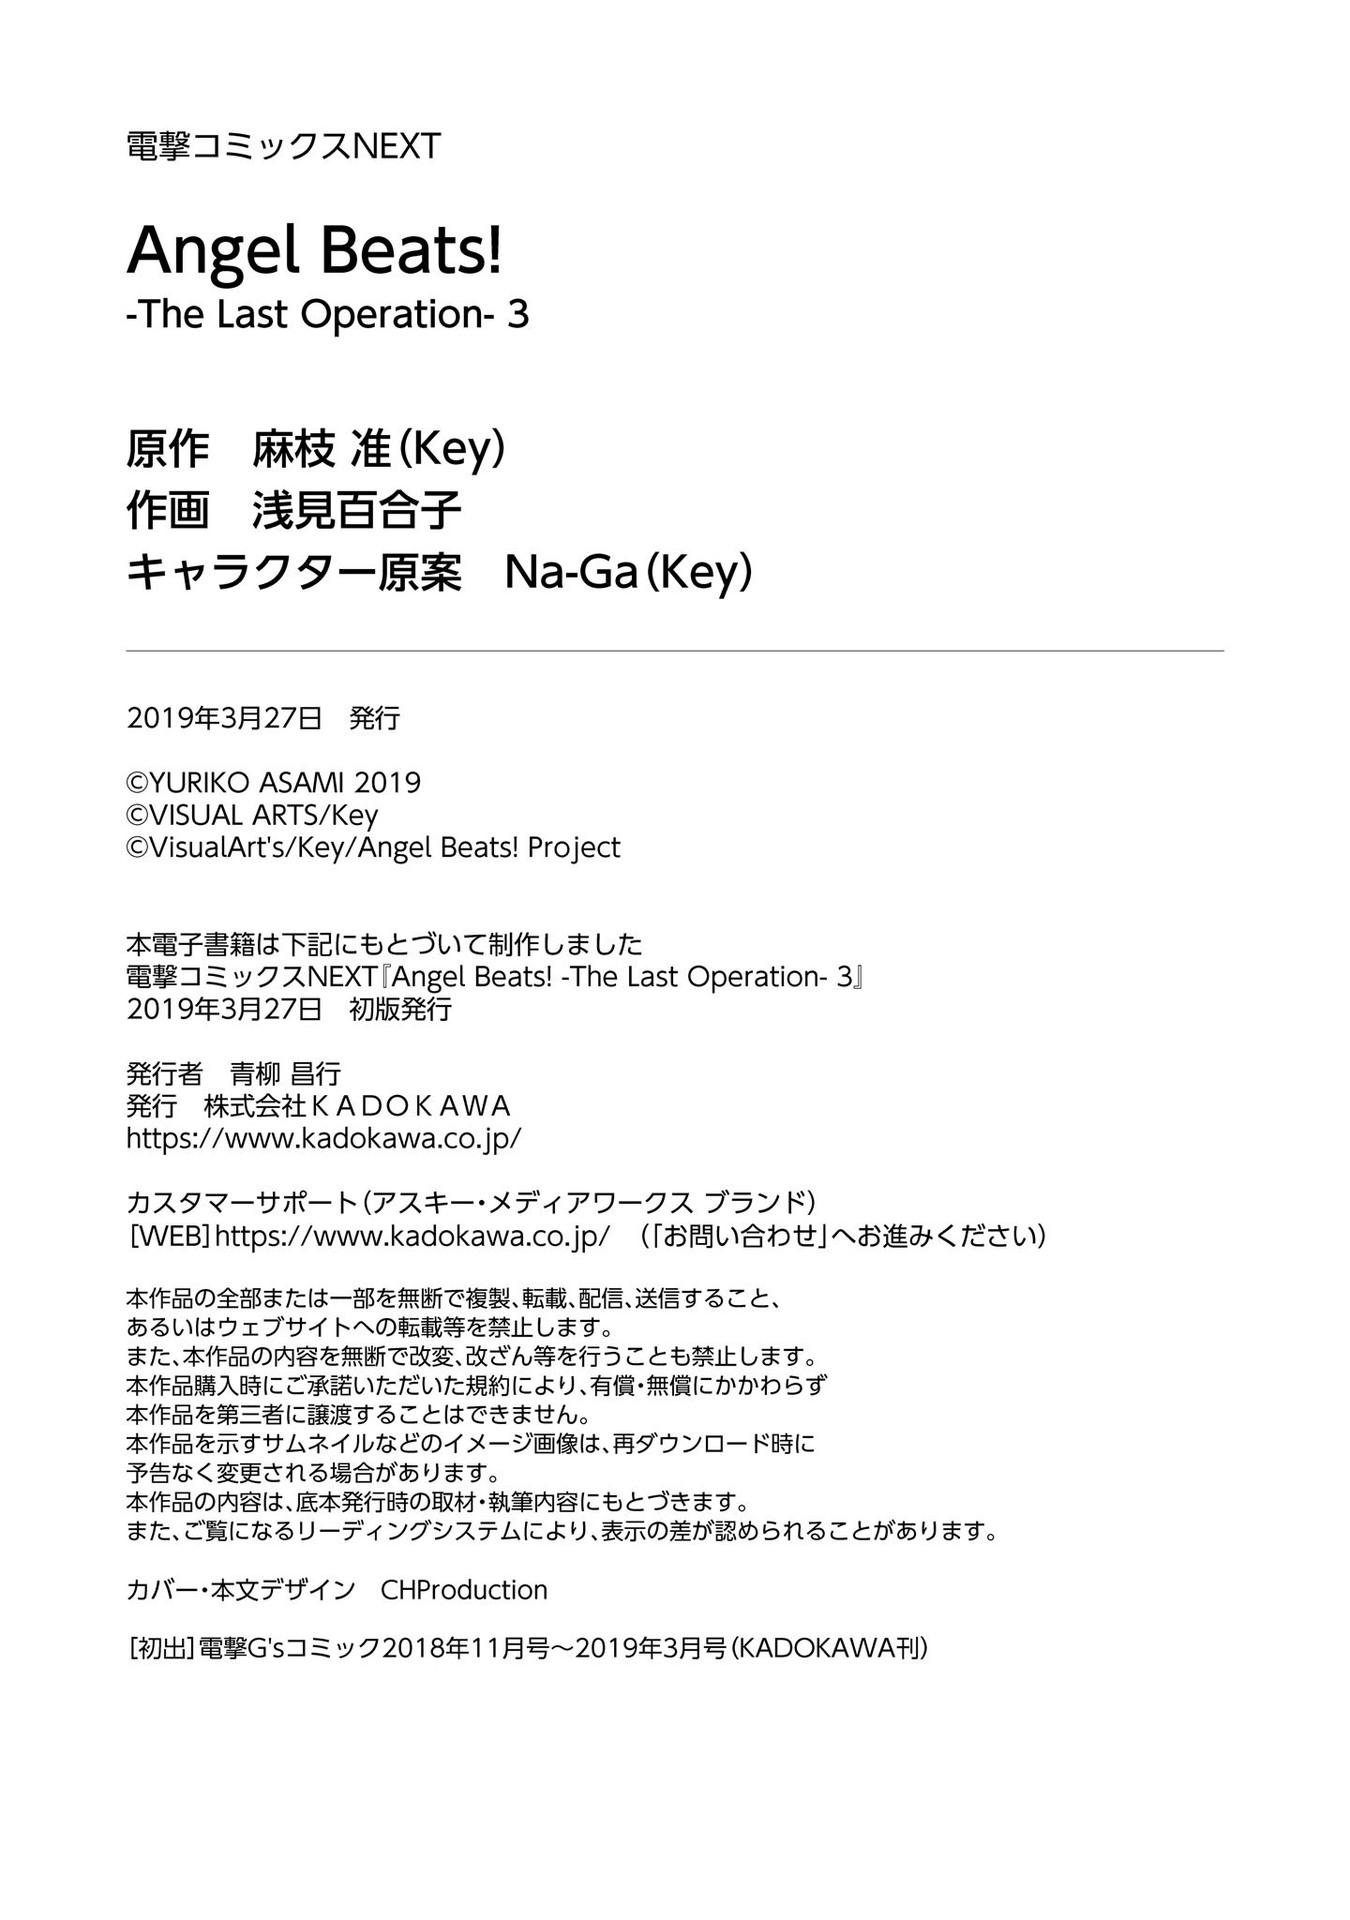 電撃コミックスNEXT
Angel Beats!
-The Last Operation- 3
原作　麻枝 准(Key)
作画　浅見百合子
キャラクター原案　Na-Ga(Key)
2019年3月27日　発行
©YURIKO ASAMI 2019
©VISUAL ARTS/Key
©VisualArt's/Key/Angel Beats! Project
本電子書籍は下記にもとづいて制作しました
電撃コミックスNEXT『Angel Beats! -The Last Operation- 3』
2019年3月27日　初版発行
発行者　青柳 昌行
発行　株式会社ＫＡＤＯＫＡＷＡ
https://www.kadokawa.co.jp/
カスタマーサポート(アスキー・メディアワークス ブランド)
[WEB]https://www.kadokawa.co.jp/　(「お問い合わせ」へお進みください)
本作品の全部または一部を無断で複製、転載、配信、送信すること、
あるいはウェブサイトへの転載等を禁止します。
また、本作品の内容を無断で改変、改ざん等を行うことも禁止します。
本作品購入時にご承諾いただいた規約により、有償・無償にかかわらず
本作品を第三者に譲渡することはできません。
本作品を示すサムネイルなどのイメージ画像は、再ダウンロード時に
予告なく変更される場合があります。
本作品の内容は、底本発行時の取材・執筆内容にもとづきます。
また、ご覧になるリーディングシステムにより、表示の差が認められることがあります。
カバー・本文デザイン　CHProduction
[初出]電撃G'sコミック2018年11月号～2019年3月号(KADOKAWA刊)